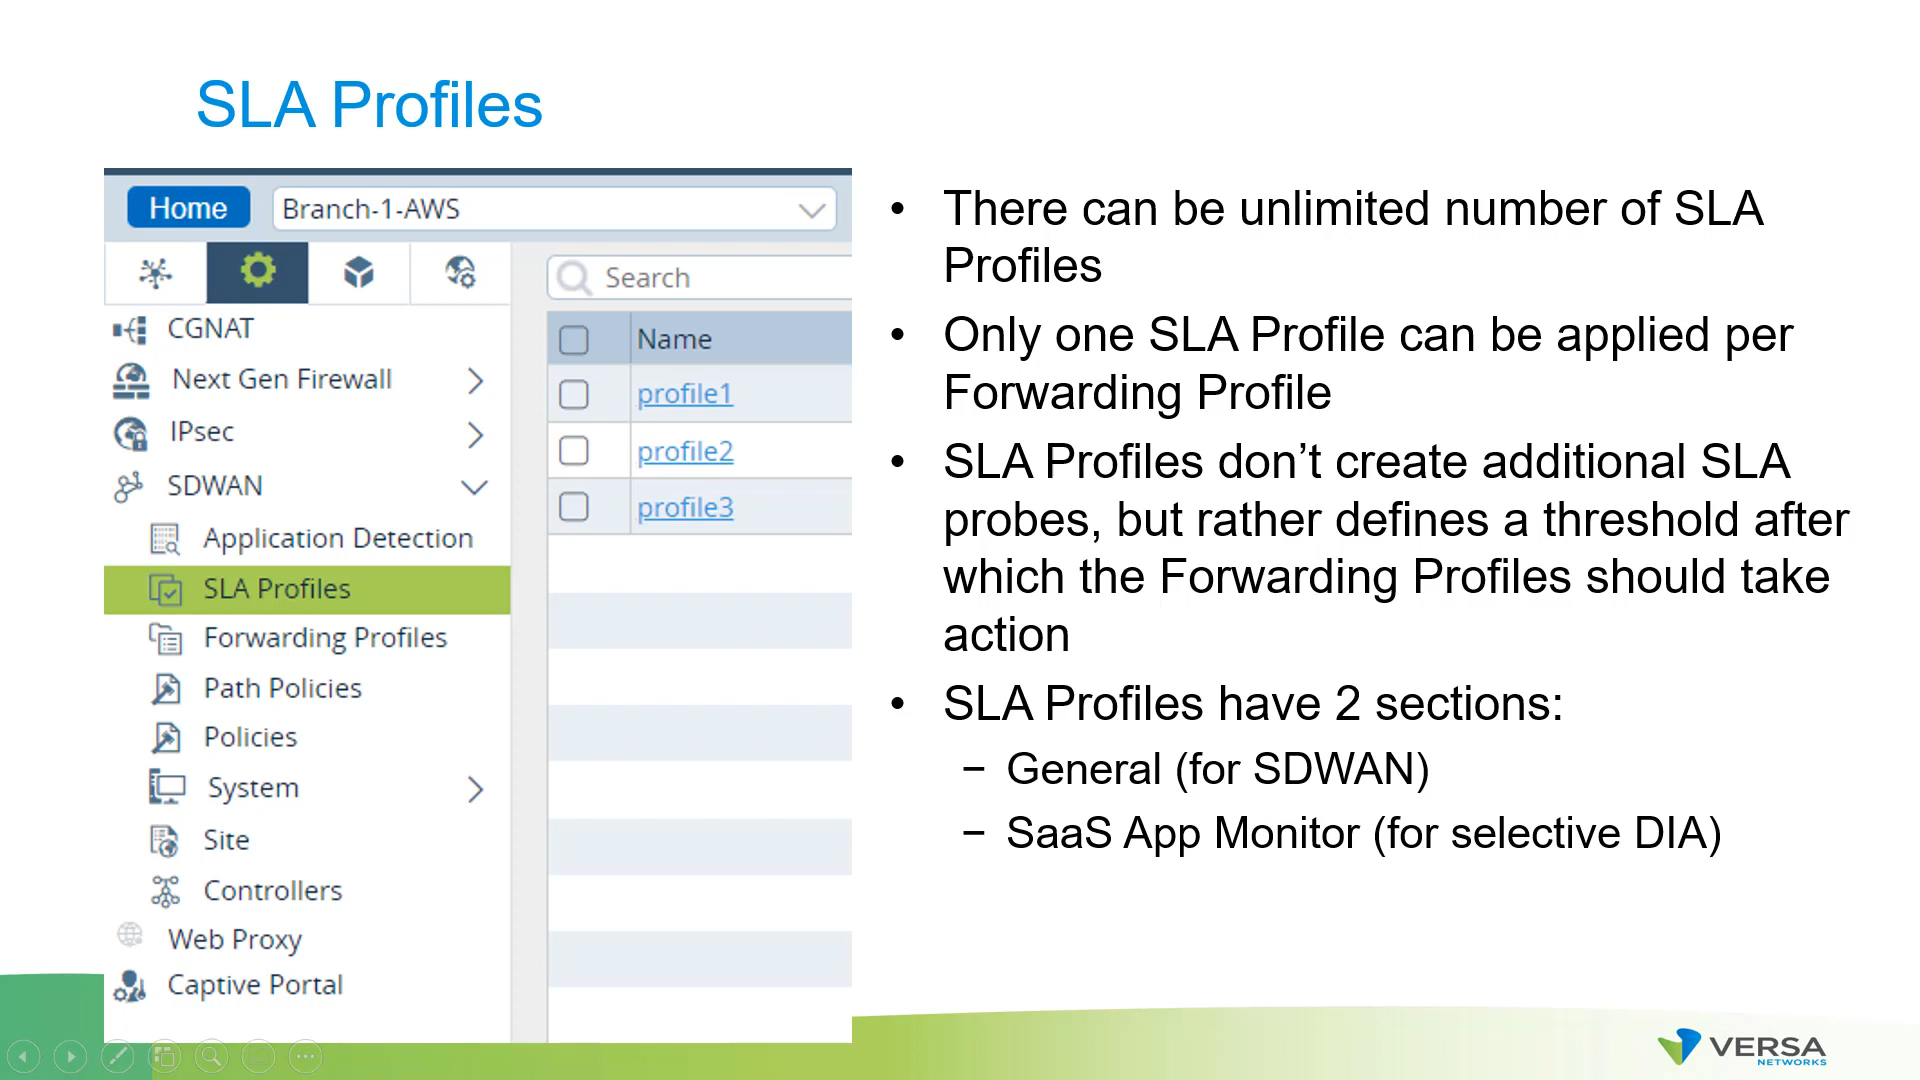 SLA Profiles
Home
Branch-1-AWS
Search
CGNAT
Next Gen Firewall
IPsec
SDWAN
Application Detection
SLA Profiles
Forwarding Profiles
Path Policies
Policies
System
Site
Controllers
Web Proxy
Captive Portal
Name
profile1
profile2
profile3
• There can be unlimited number of SLA
Profiles
• Only one SLA Profile can be applied per
Forwarding Profile
• SLA Profiles don’t create additional SLA
probes, but rather defines a threshold after
which the Forwarding Profiles should take
action
• SLA Profiles have 2 sections:
− General (for SDWAN)
− SaaS App Monitor (for selective DIA)
VERSA
NETWORKS